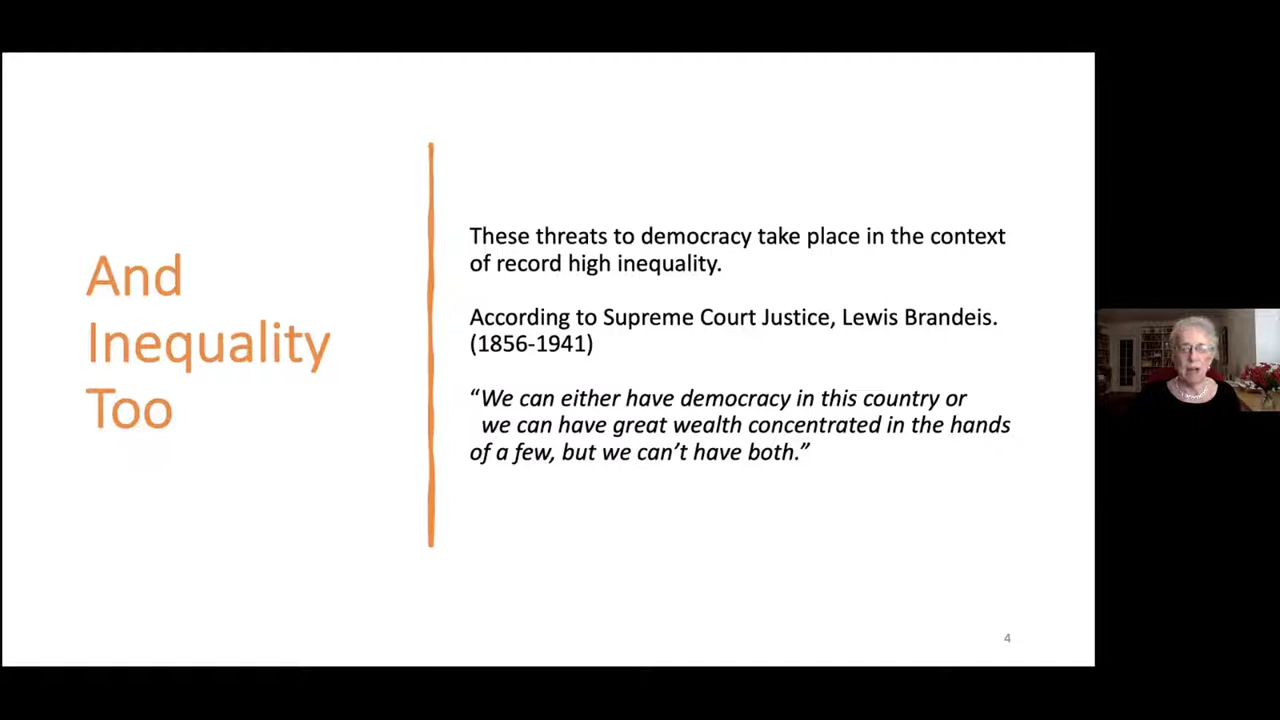 And
Inequality
Too
These threats to democracy take place in the context
of record high inequality.
According to Supreme Court Justice, Lewis Brandeis.
(1856-1941)
“We can either have democracy in this country or
we can have great wealth concentrated in the hands
of a few, but we can’t have both.”
4